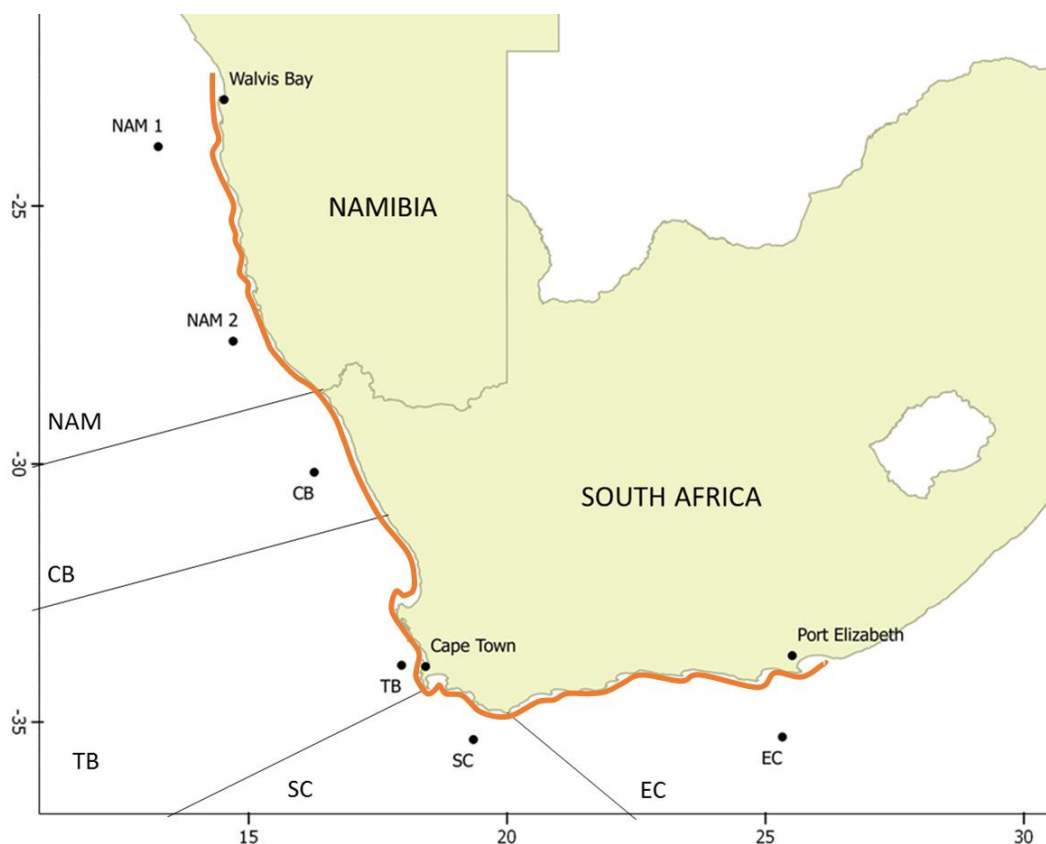 Walvis Bay
NAM 1
-25
NAMIBIA
NAM 2
NAM
-30
CB
SOUTH AFRICA
CB
Port Elizabeth
Cape Town
TB
-35
TB
SC
EC
SC
EC
15
20
25
30